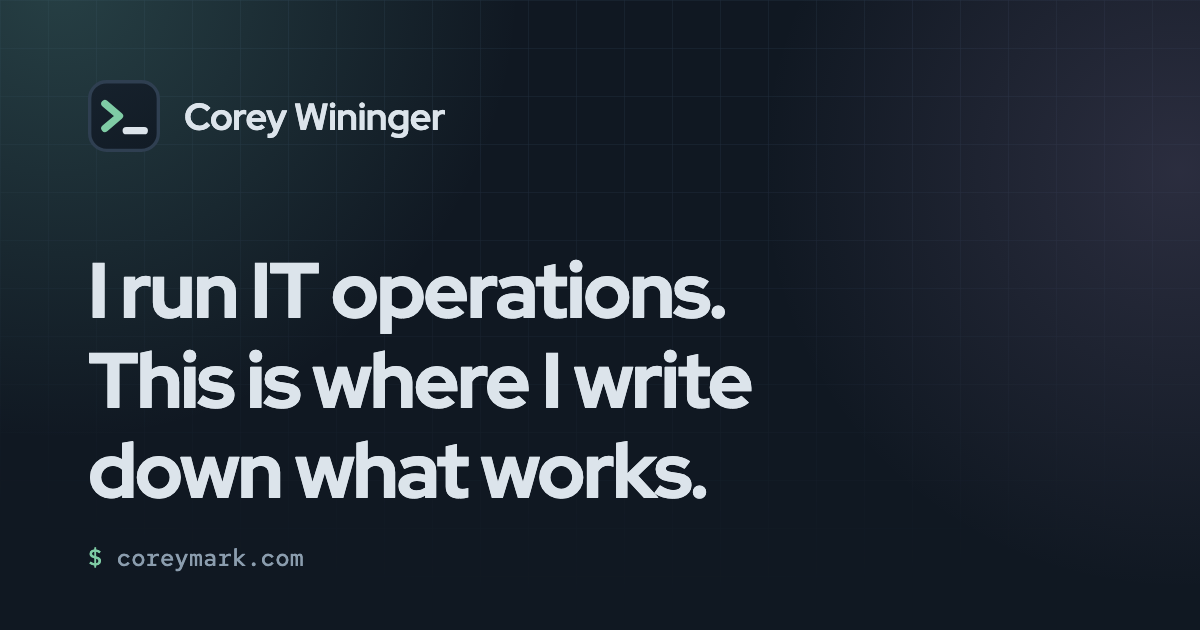 >_ Corey Wininger
I run IT operations.
This is where I write
down what works.
$ coreymark.com